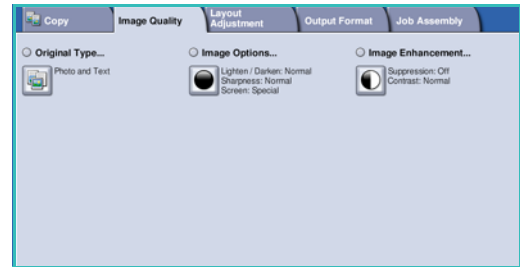 Copy
Image Quality
Layout
Adjustment
Output Format
Job Assembly
Original Type...
Photo and Text
Image Options...
Lighten / Darken: Normal
Sharpness: Normal
Screen: Special
Image Enhancement...
Suppression: Off
Contrast: Normal